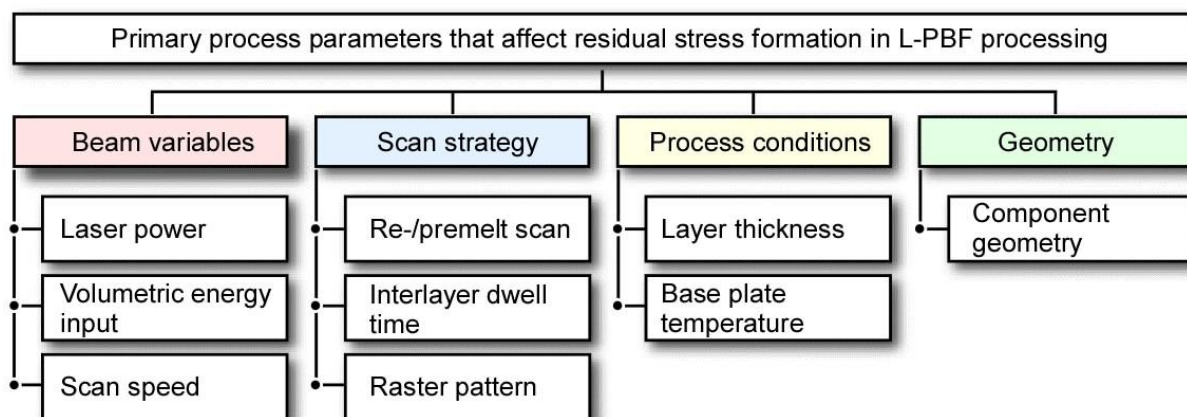 Primary process parameters that affect residual stress formation in L-PBF processing
Beam variables
Scan strategy
Process conditions
Geometry
Laser power
Re-/premelt scan
Layer thickness
Component
geometry
Volumetric energy
input
Interlayer dwell
time
Base plate
temperature
Scan speed
Raster pattern